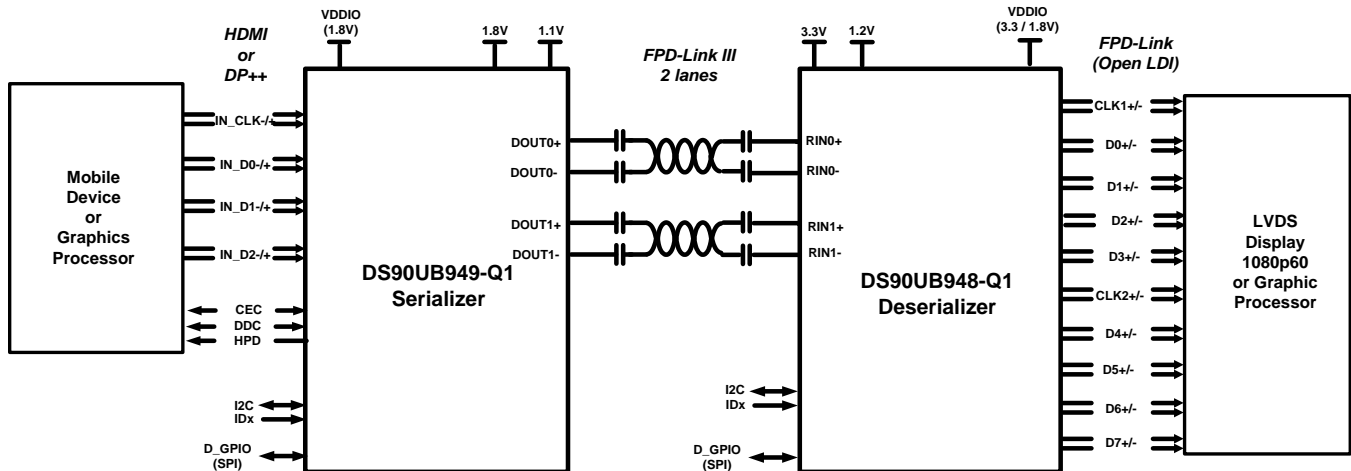 HDMI
or
DP++
VDDIO
(1.8V)
1.8V
1.1V
FPD-Link III
2 lanes
3.3V
1.2V
VDDIO
(3.3 / 1.8V)
FPD-Link
(Open LDI)
Mobile
Device
or
Graphics
Processor
IN_CLK-/+
IN_D0-/+
IN_D1-/+
IN_D2-/+
CEC
DDC
HPD
I2C
IDx
D_GPIO
(SPI)
DOUT0+
DOUT0-
DOUT1+
DOUT1-
DS90UB949-Q1
Serializer
RIN0+
RIN0-
RIN1+
RIN1-
DS90UB948-Q1
Deserializer
I2C
IDx
D_GPIO
(SPI)
CLK1+/-
D0+/-
D1+/-
D2+/-
D3+/-
CLK2+/-
D4+/-
D5+/-
D6+/-
D7+/-
LVDS
Display
1080p60
or Graphic
Processor